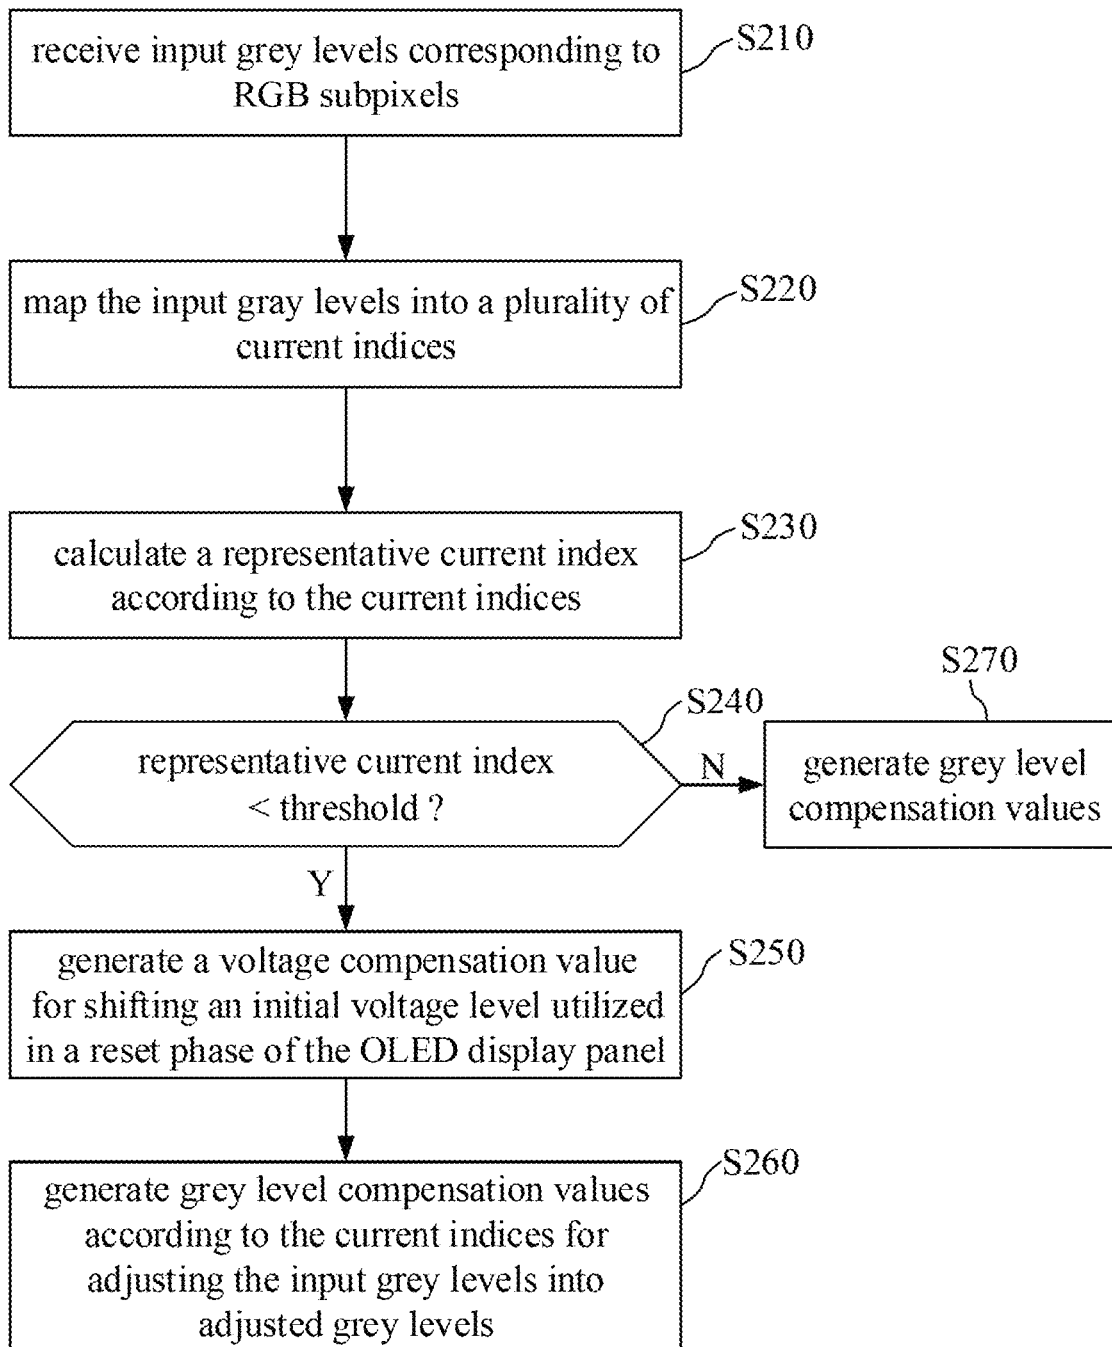 receive input grey levels corresponding to
RGB subpixels
S210
map the input gray levels into a plurality of
current indices
S220
calculate a representative current index
according to the current indices
S230
representative current index
< threshold ?
S240
N
S270
generate grey level
compensation values
Y
generate a voltage compensation value
for shifting an initial voltage level utilized
in a reset phase of the OLED display panel
S250
generate grey level compensation values
according to the current indices for
adjusting the input grey levels into
adjusted grey levels
S260